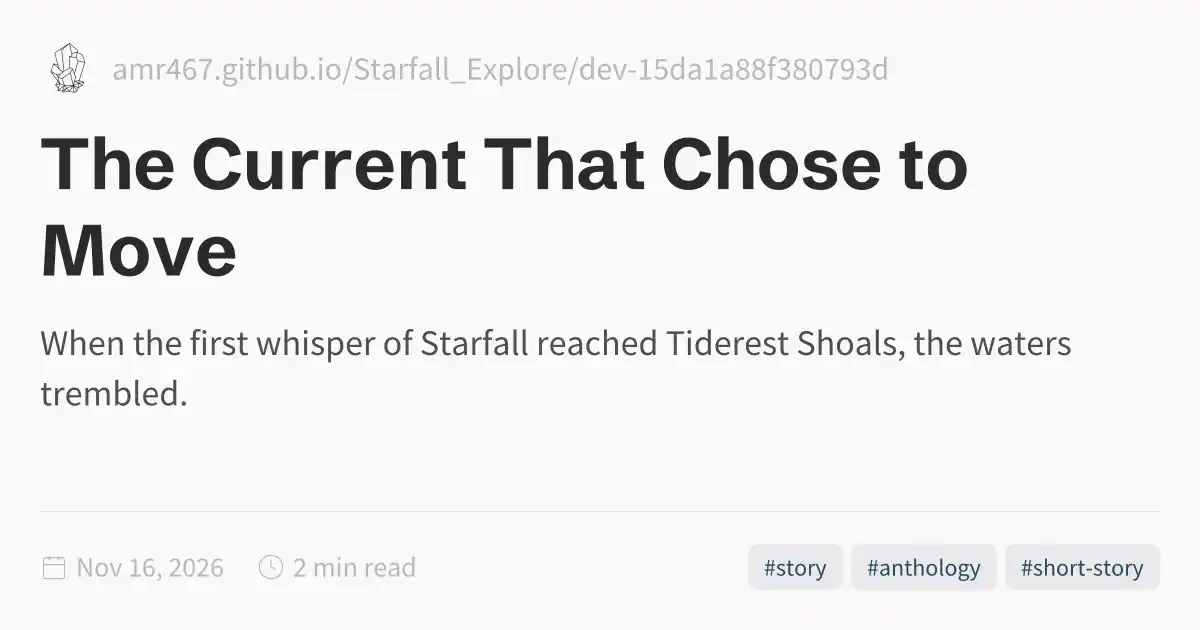 amr467.github.io/Starfall_Explore/dev-15da1a88f380793d
The Current That Chose to
Move
When the first whisper of Starfall reached Tiderest Shoals, the waters
trembled.
Nov 16, 2026 2 min read #story #anthology #short-story